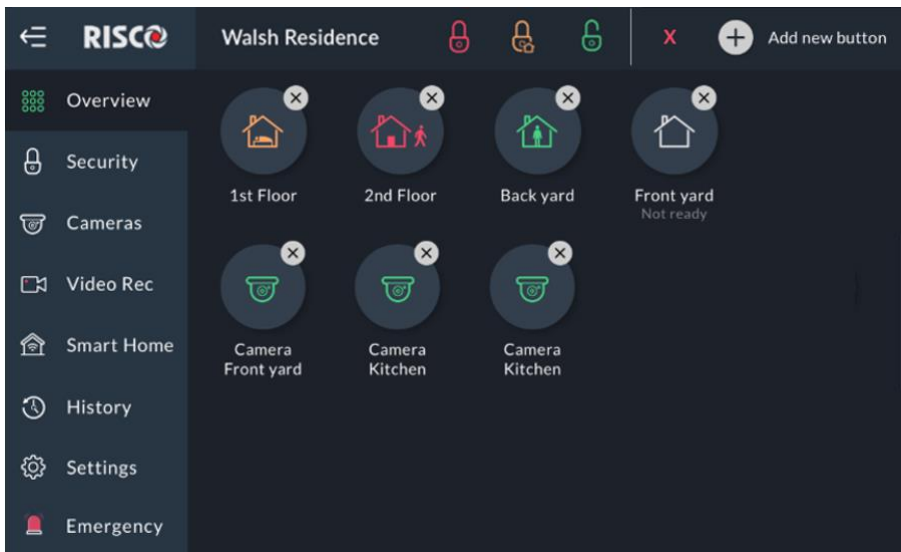 RISCO
Walsh Residence
X
Add new button
Overview
Security
Cameras
Video Rec
Smart Home
History
Settings
Emergency
1st Floor
2nd Floor
Back yard
Front yard
Not ready
Camera
Front yard
Camera
Kitchen
Camera
Kitchen